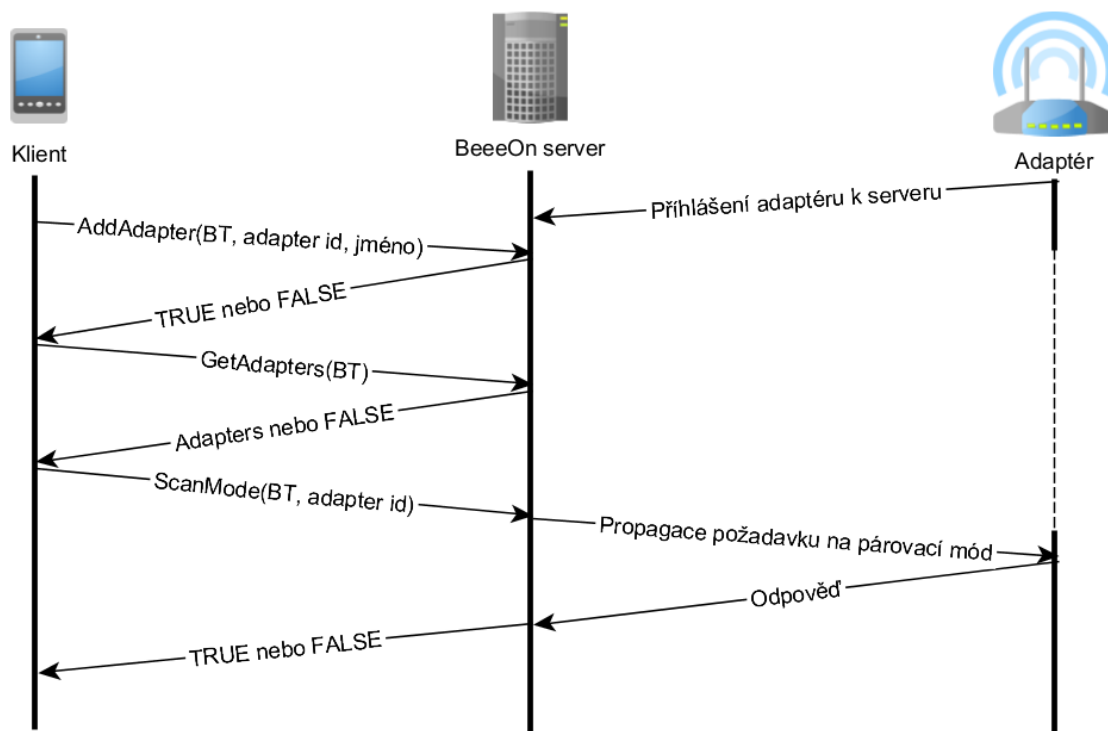 Klient
BeeeOn server
Adaptér
Příhlášení adaptéru k serveru
AddAdapter(BT, adapter id, jméno)
TRUE nebo FALSE
GetAdapters(BT)
Adapters nebo FALSE
ScanMode(BT, adapter id)
Propagace požadavku na párovací mód
Odpověď
TRUE nebo FALSE